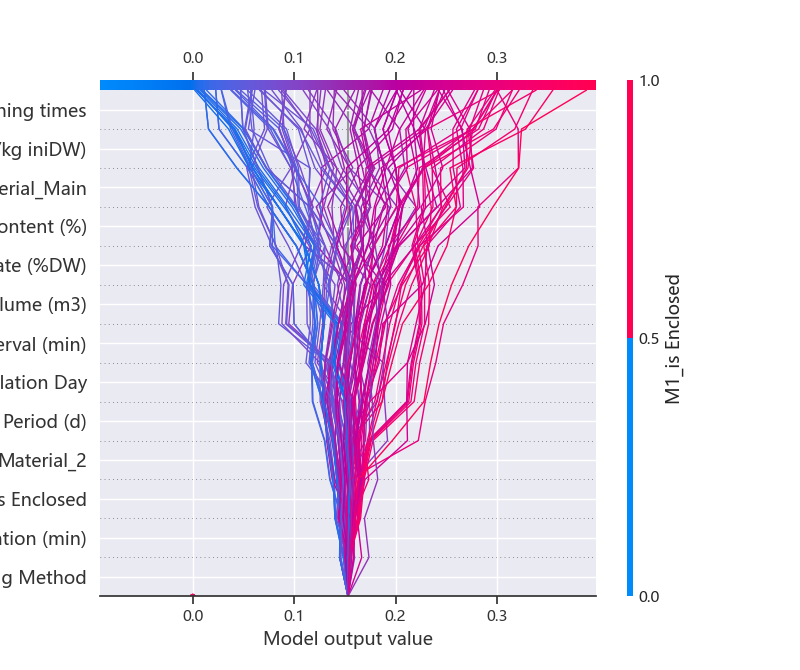 0.0 0.1 0.2 0.3
ning times
/kg iniDW)
erial_Main
ontent (%)
ate (%DW)
lume (m3)
erval (min)
lation Day
Period (d)
Material_2
s Enclosed
ation (min)
g Method
0.0 0.1 0.2 0.3
Model output value
1.0
0.5
0.0
M1_is Enclosed